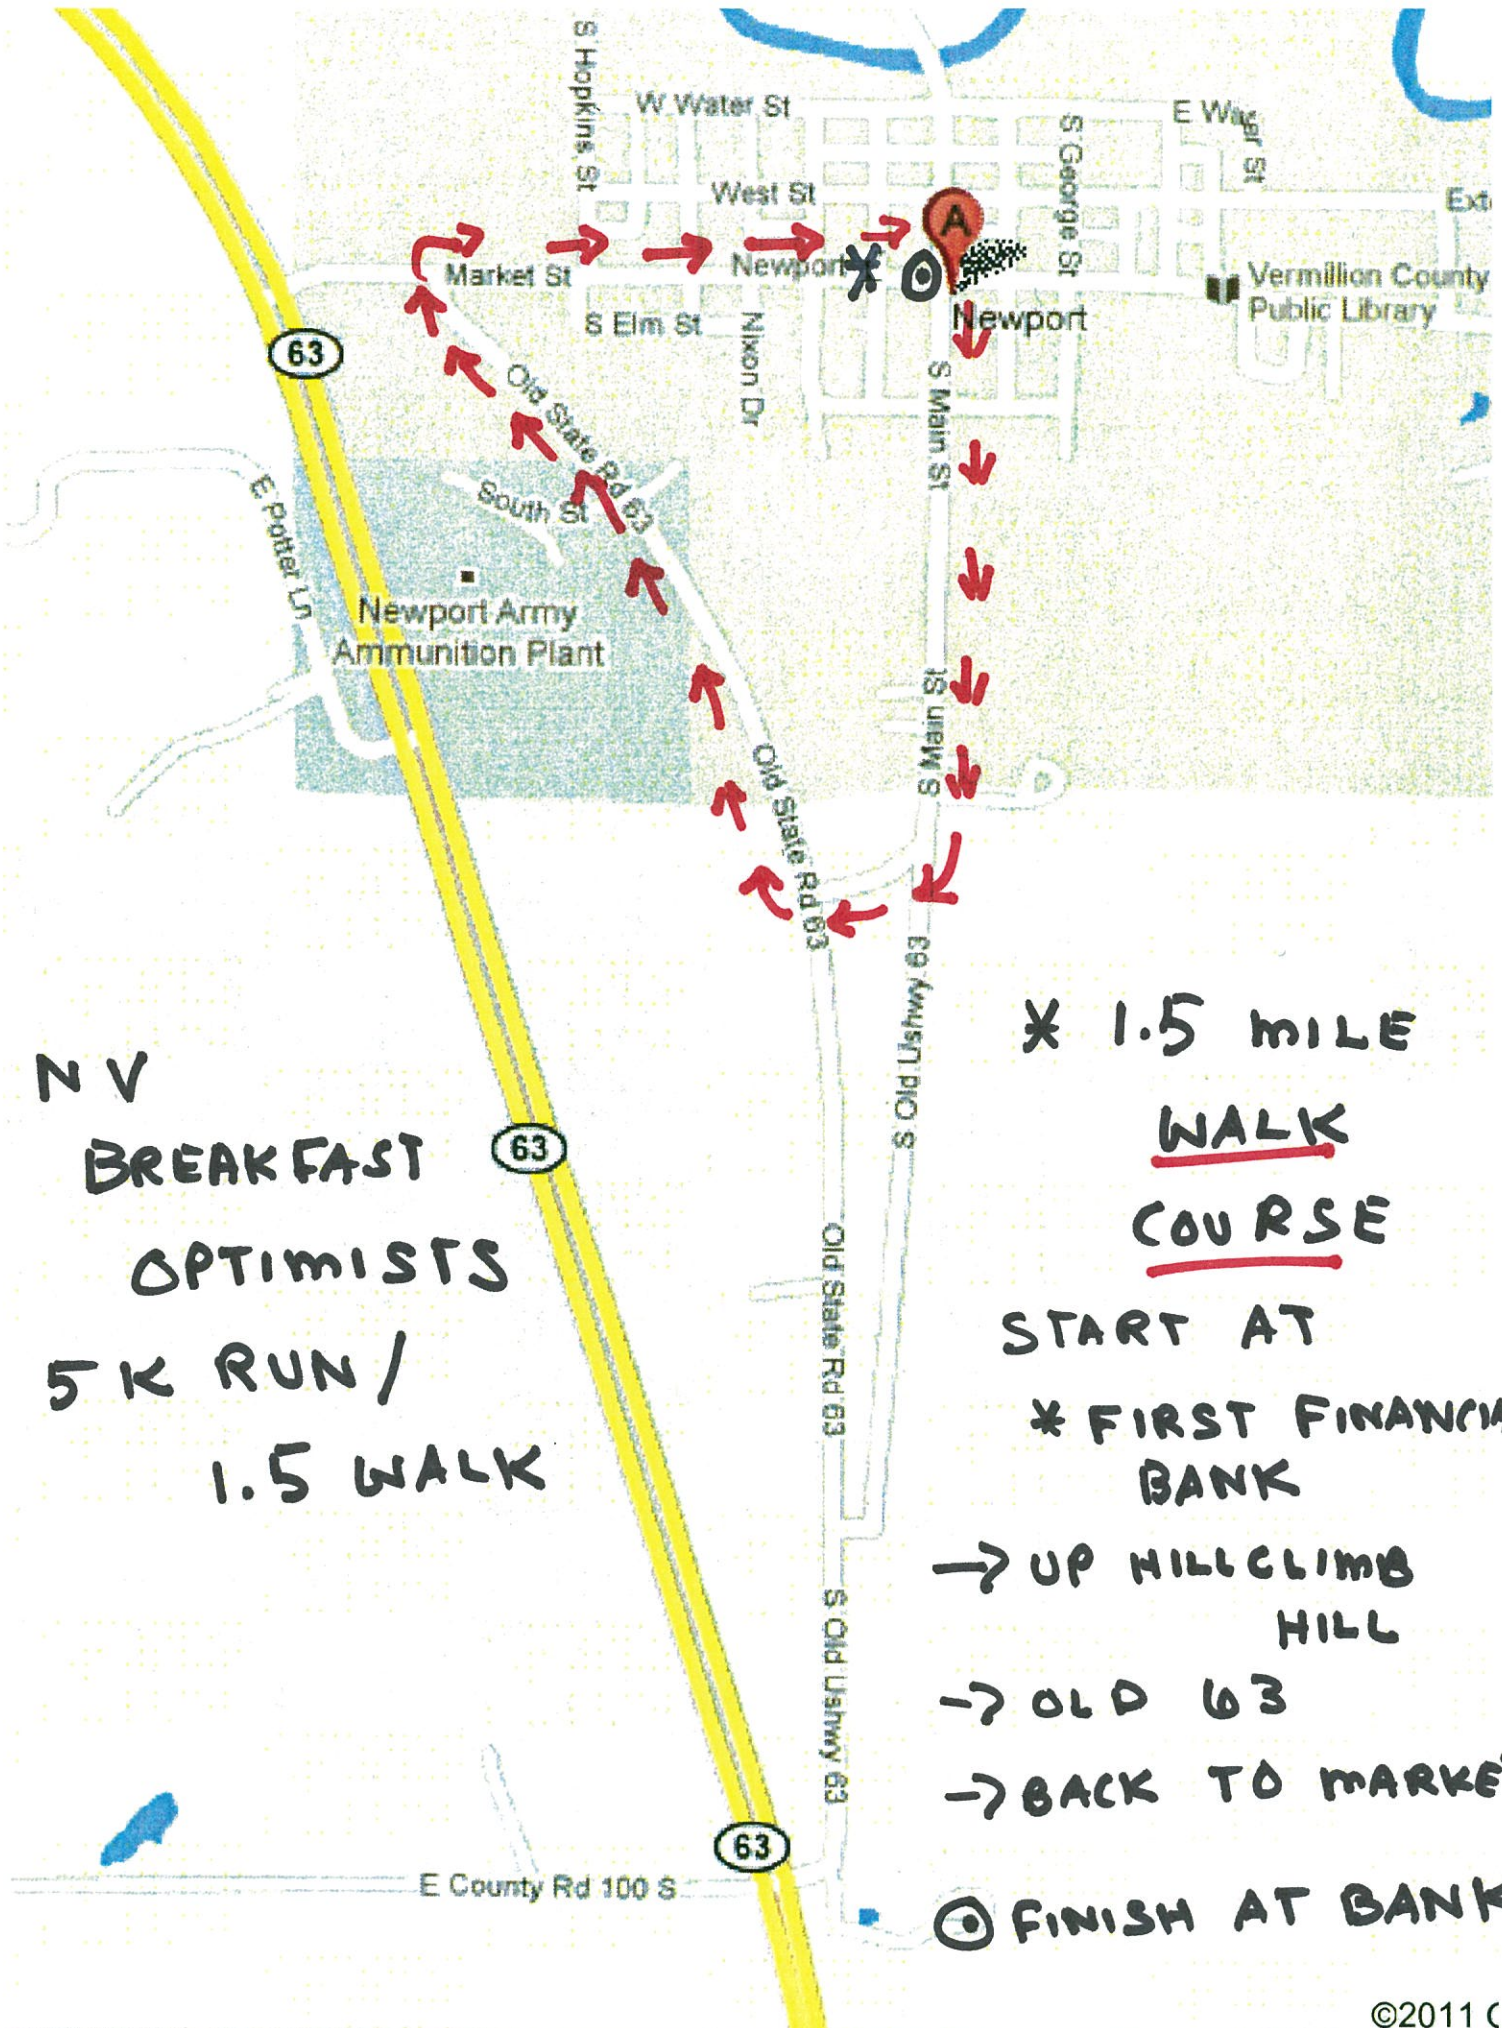 S Hopkins St
W Water St
E Water St
S George St
West St
Ext
A
Market St
Newport
Vermillion County
Public Library
Newport
S Elm St
Nixon Dr
63
Old State Rd 63
S Main St
South St
E Potter Ln
Newport Army
Ammunition Plant
S Main St
Old State Rd 63
S Old Ushwy 63
* 1.5 MILE
WALK
COURSE
START AT
* FIRST FINANCIA
BANK
→ UP HILLCLIMB
HILL
→ OLD 63
→ BACK TO MARKE
FINISH AT BANK
NV
BREAKFAST
OPTIMISTS
5K RUN/
1.5 WALK
63
Old State Rd 63
S Old Ushwy 63
63
E County Rd 100 S
©2011